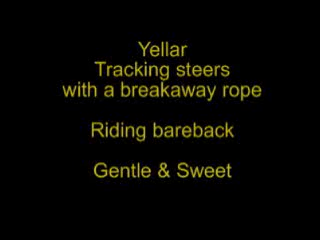 Yellar
Tracking steers
with a breakaway rope
Riding bareback
Gentle & Sweet